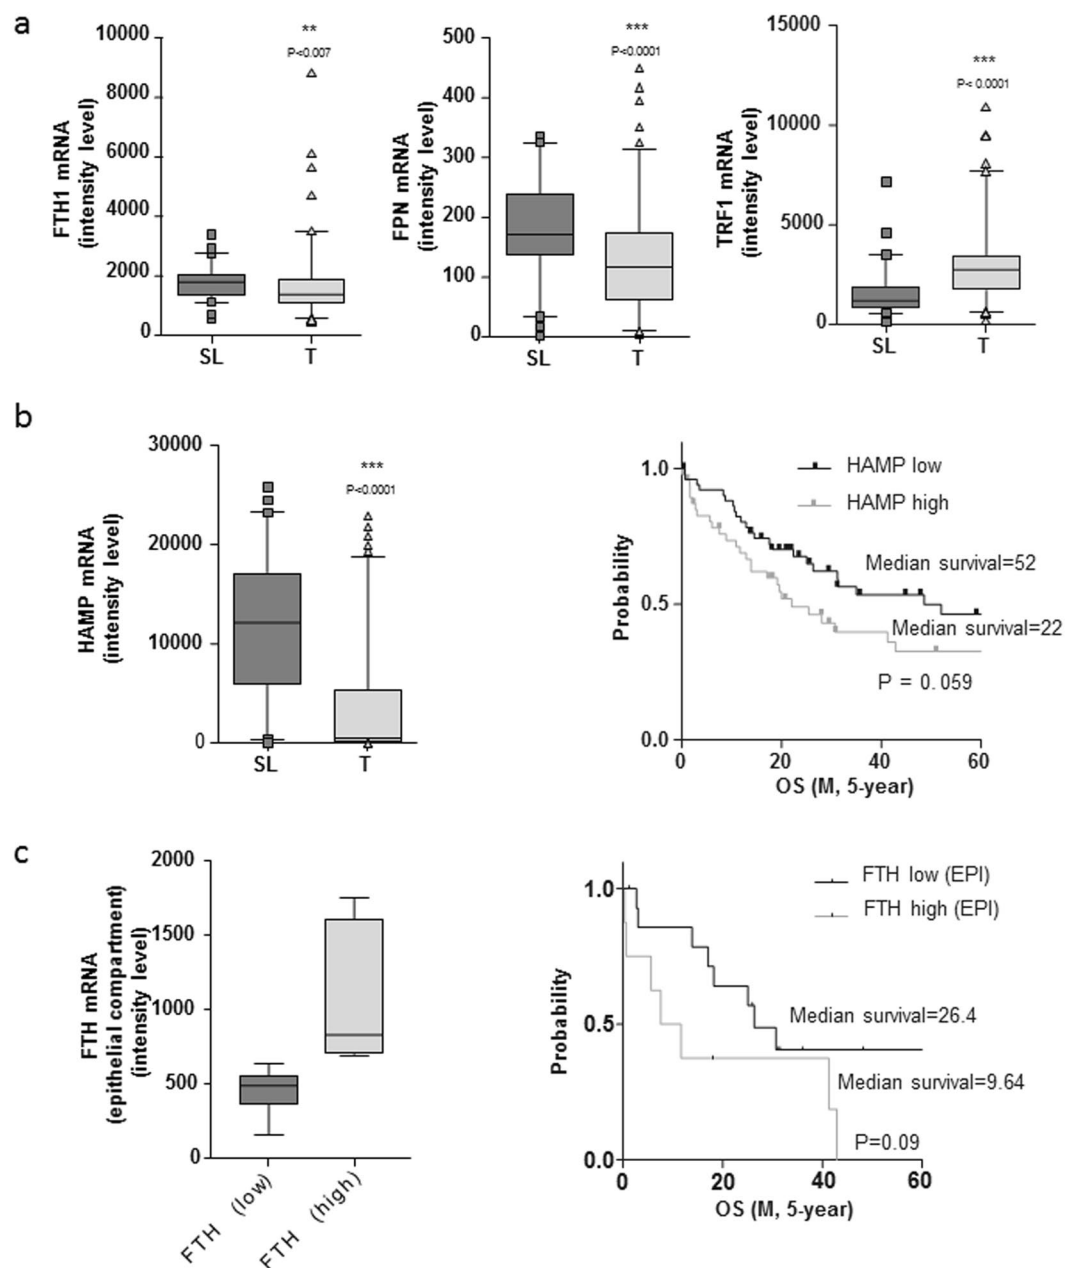 a
FTH1 mRNA
(intensity level)
10000
8000
6000
4000
2000
0
**
P<0.007
SL
T
FPN mRNA
(intensity level)
500
400
300
200
100
0
***
P<0.0001
SL
T
TRF1 mRNA
(intensity level)
15000
10000
5000
0
***
P< 0.0001
SL
T
b
HAMP mRNA
(intensity level)
30000
20000
10000
0
***
P<0.0001
SL
T
Probability
1.0
0.5
0.0
HAMP low
HAMP high
Median survival=52
Median survival=22
P = 0.059
0
20
40
60
OS (M, 5-year)
c
FTH mRNA
(epithelial compartment)
(intensity level)
2000
1500
1000
500
0
FTH (low)
FTH (high)
Probability
1.0
0.5
0.0
FTH low (EPI)
FTH high (EPI)
Median survival=26.4
Median survival=9.64
P=0.09
0
20
40
60
OS (M, 5-year)